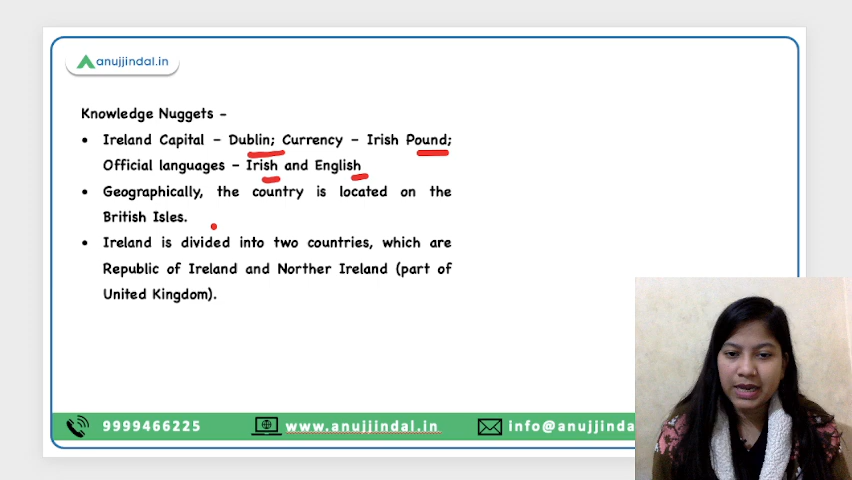 anujjindal.in
Knowledge Nuggets –
• Ireland Capital – Dublin; Currency – Irish Pound;
Official languages – Irish and English
• Geographically, the country is located on the
British Isles.
• Ireland is divided into two countries, which are
Republic of Ireland and Norther Ireland (part of
United Kingdom).
9999466225 www.anujjindal.in info@anujjinda